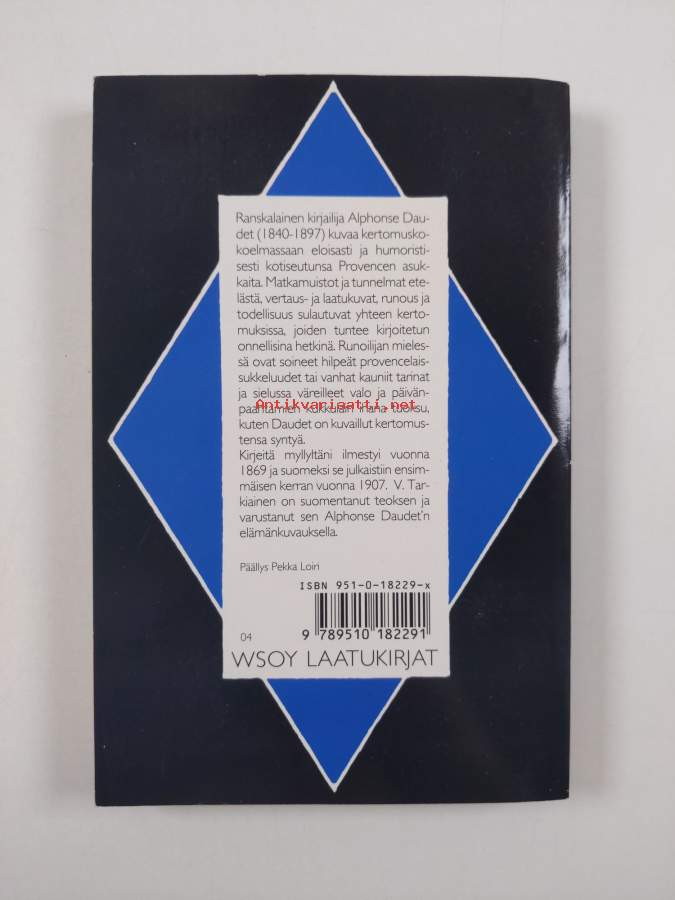 Ranskalainen kirjailija Alphonse Dau-
det (1840-1897) kuvaa kertomusko-
koelmassaan eloisasti ja humoristi-
sesti kotiseutunsa Provencen asuk-
kaita. Matkamuistot ja tunnelmat ete-
lästä, vertaus- ja laatukuvat, runous ja
todellisuus sulautuvat yhteen kerto-
muksissa, joiden tuntee kirjoitetun
onnellisina hetkinä. Runoilijan mieles-
sä ovat soineet hilpeät provencelais-
sukkeluudet tai vanhat kauniit tarinat
ja sielussa väreilleet valo ja päivän-
Antikvariaatti.net
paahtamien kukkulain ihana tuoksu,
kuten Daudet on kuvaillut kertomus-
tensa syntyä.
Kirjeitä myllyltäni ilmestyi vuonna
1869 ja suomeksi se julkaistiin ensim-
mäisen kerran vuonna 1907. V. Tar-
kiainen on suomentanut teoksen ja
varustanut sen Alphonse Daudet'n
elämänkuvauksella.
Päällys Pekka Loiri
ISBN 951-0-18229-x
9 789510 182291
04
WSOY LAATUKIRJAT